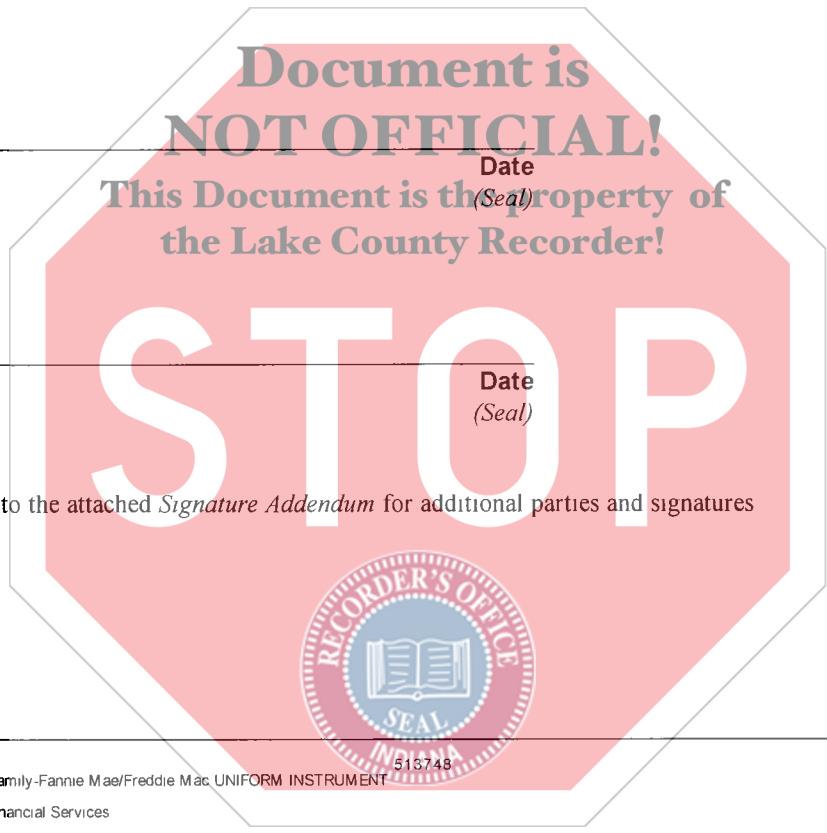 Document is
NOT OFFICIAL!
Date
This Document is the property of
(Seal)
the Lake County Recorder!
STOP
Date
(Seal)
to the attached Signature Addendum for additional parties and signatures
RECORDER'S OFFICE
SEAL
INDIANA
513748
amily-Fannie Mae/Freddie Mac UNIFORM INSTRUMENT
nancial Services